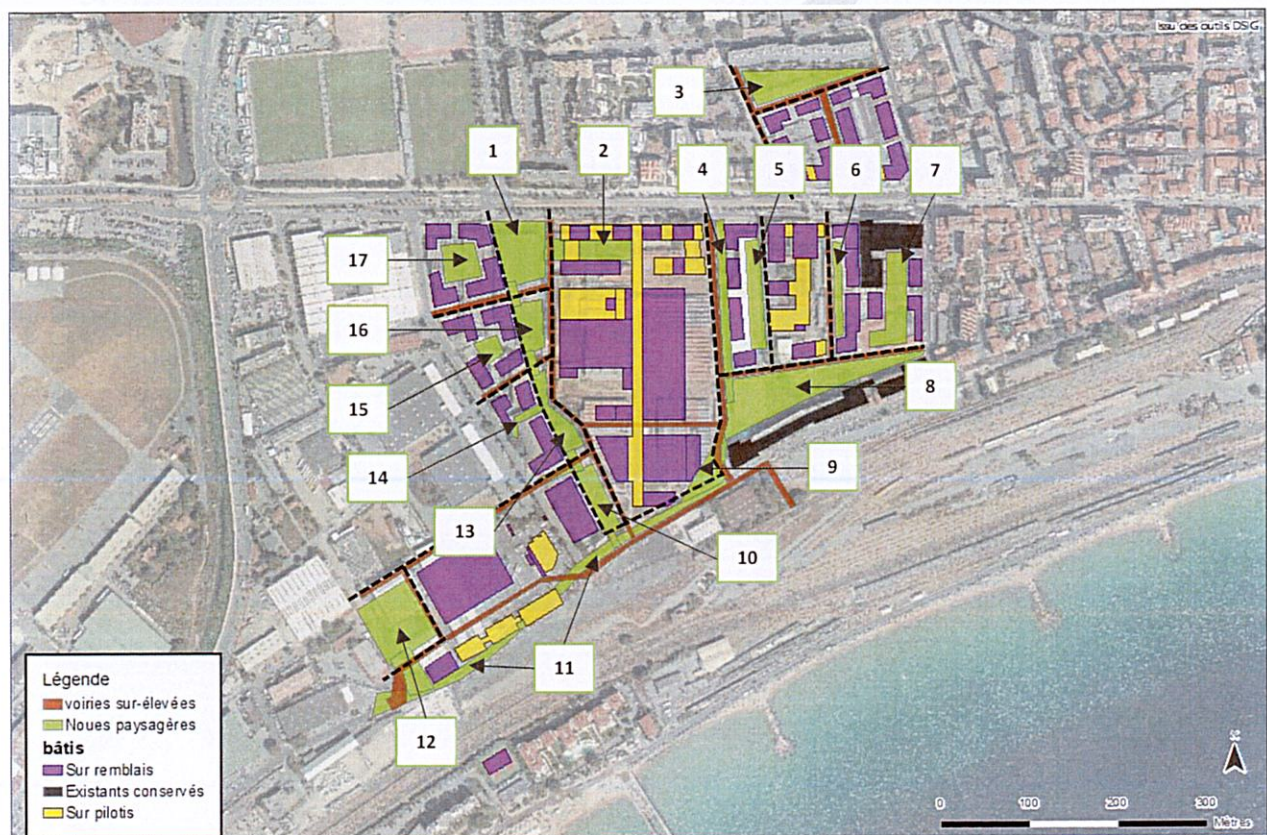 Issu des outils DSIG
3
1
2
4
5
6
7
17
16
8
15
14
9
13
10
11
12
Légende
voiries sur-élevées
Noues paysagères
bâtis
Sur remblais
Existants conservés
Sur pilotis
0 100 200 300
Mètres